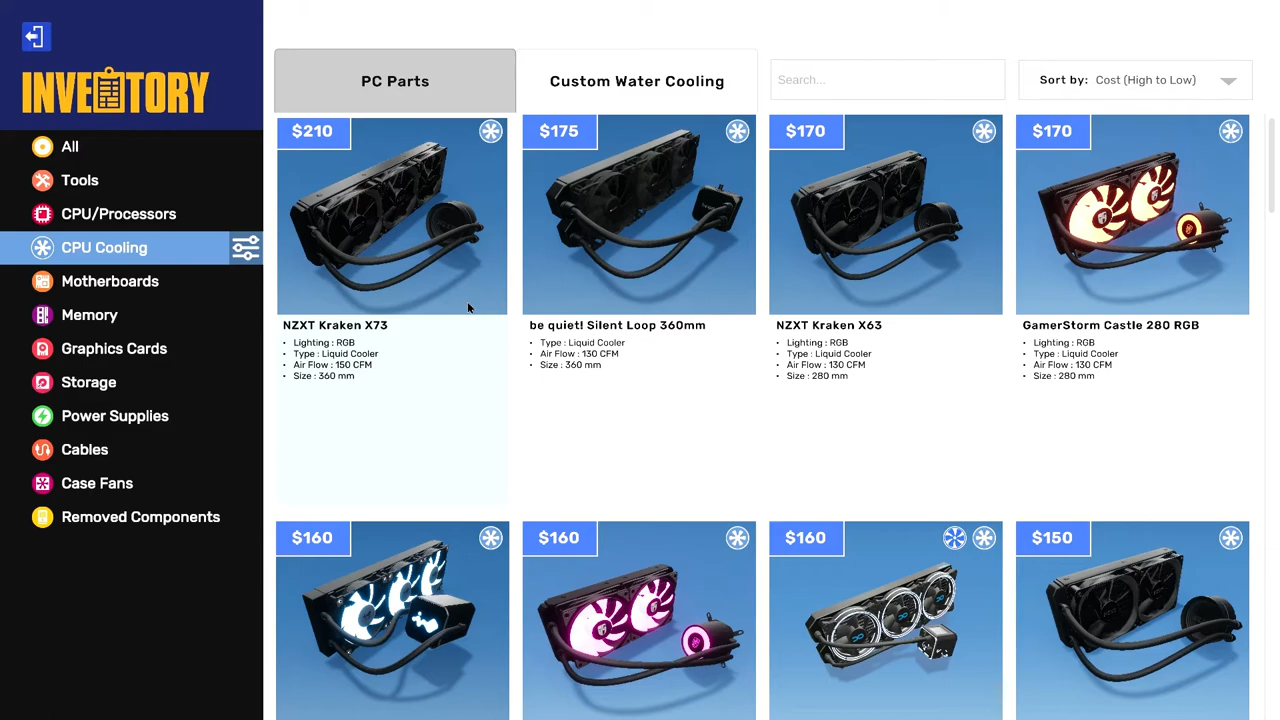 INVENTORY
All
Tools
CPU/Processors
CPU Cooling
Motherboards
Memory
Graphics Cards
Storage
Power Supplies
Cables
Case Fans
Removed Components
PC Parts
Custom Water Cooling
Search...
Sort by: Cost (High to Low)
$210
NZXT Kraken X73
• Lighting : RGB
• Type : Liquid Cooler
• Air Flow : 150 CFM
• Size : 360 mm
$175
be quiet! Silent Loop 360mm
• Type : Liquid Cooler
• Air Flow : 130 CFM
• Size : 360 mm
$170
NZXT Kraken X63
• Lighting : RGB
• Type : Liquid Cooler
• Air Flow : 130 CFM
• Size : 280 mm
$170
GamerStorm Castle 280 RGB
• Lighting : RGB
• Type : Liquid Cooler
• Air Flow : 130 CFM
• Size : 280 mm
$160
$160
$160
$150